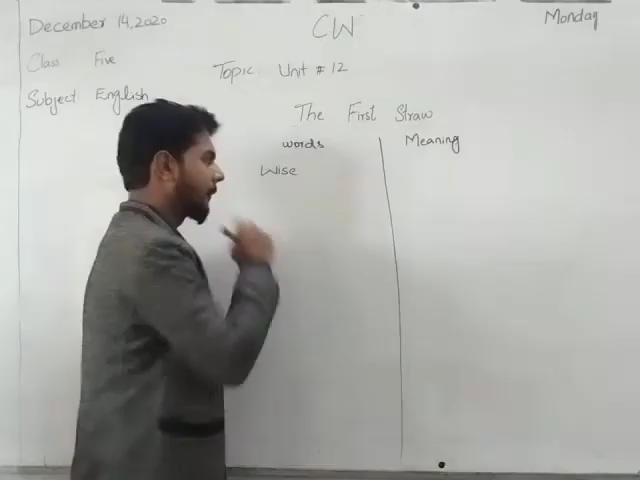 December 14,2020 CW Monday
Class Five Topic Unit # 12
Subject English
The First Straw
words Meaning
Wise